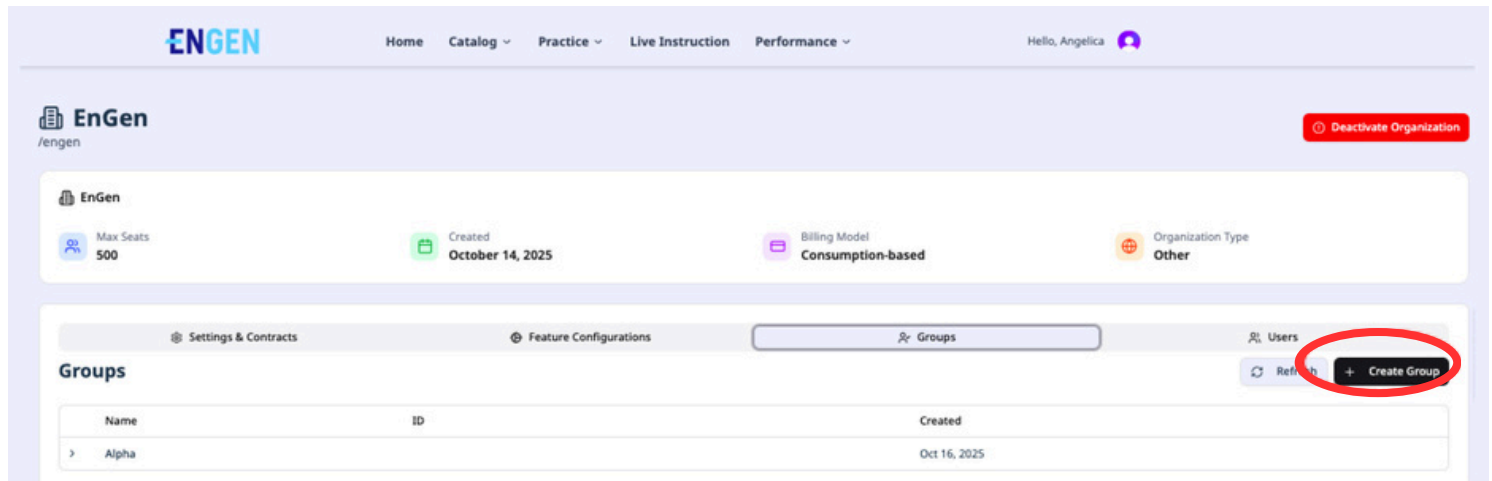 ENGEN Home Catalog Practice Live Instruction Performance Hello, Angelica
EnGen
/engen
Deactivate Organization
EnGen
Max Seats
500
Created
October 14, 2025
Billing Model
Consumption-based
Organization Type
Other
Settings & Contracts Feature Configurations Groups Users
Groups
Refresh + Create Group
Name ID Created
Alpha Oct 16, 2025